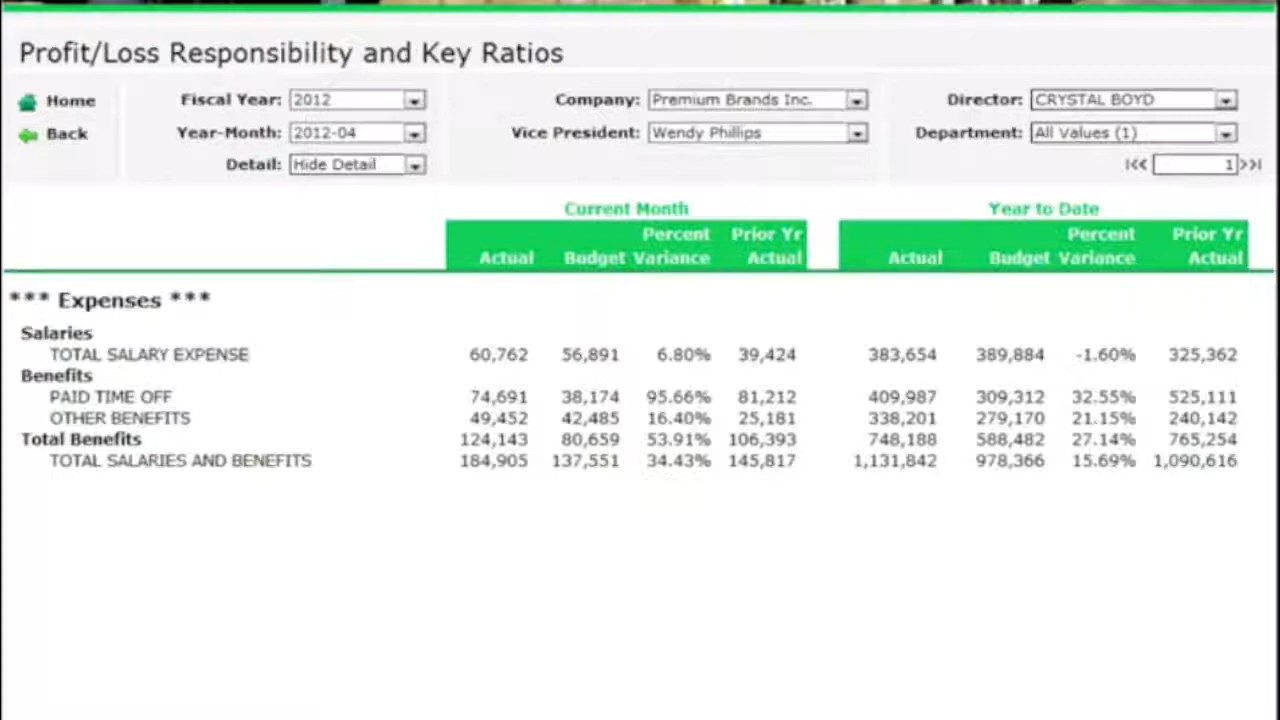 Profit/Loss Responsibility and Key Ratios
Home Fiscal Year: 2012 Company: Premium Brands Inc. Director: CRYSTAL BOYD
Back Year-Month: 2012-04 Vice President: Wendy Phillips Department: All Values (1)
Detail: Hide Detail I<< 1 >>I
Current Month Year to Date
Percent Prior Yr Percent Prior Yr
Actual Budget Variance Actual Actual Budget Variance Actual
*** Expenses ***
Salaries
TOTAL SALARY EXPENSE 60,762 56,891 6.80% 39,424 383,654 389,884 -1.60% 325,362
Benefits
PAID TIME OFF 74,691 38,174 95.66% 81,212 409,987 309,312 32.55% 525,111
OTHER BENEFITS 49,452 42,485 16.40% 25,181 338,201 279,170 21.15% 240,142
Total Benefits 124,143 80,659 53.91% 106,393 748,188 588,482 27.14% 765,254
TOTAL SALARIES AND BENEFITS 184,905 137,551 34.43% 145,817 1,131,842 978,366 15.69% 1,090,616